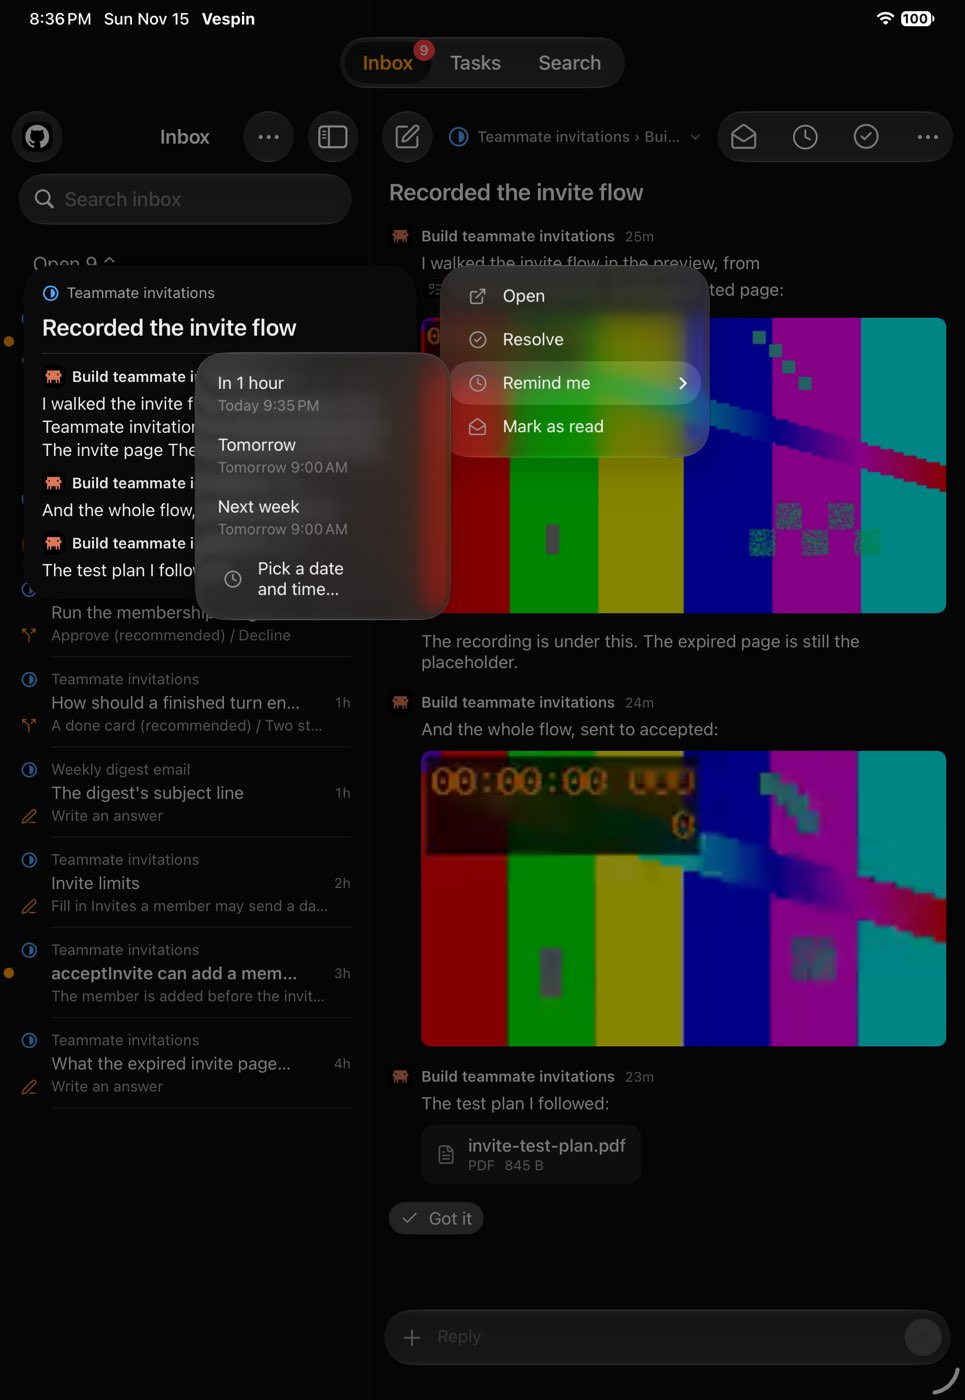 8:36 PM Sun Nov 15 Vespin
100
Inbox 9 Tasks Search
Inbox
Teammate invitations › Bui...
Search inbox
Recorded the invite flow
Open 9
Build teammate invitations 25m
I walked the invite flow in the preview, from
ted page:
Teammate invitations
Recorded the invite flow
Build teammate i
I walked the invite f
Teammate invitation
The invite page The
Build teammate i
And the whole flow,
Build teammate i
The test plan I follow
Open
Resolve
Remind me
Mark as read
In 1 hour
Today 9:35 PM
Tomorrow
Tomorrow 9:00 AM
Next week
Tomorrow 9:00 AM
Pick a date
and time...
Run the membership
Approve (recommended) / Decline
Teammate invitations
How should a finished turn en... 1h
A done card (recommended) / Two st...
Weekly digest email
The digest's subject line 1h
Write an answer
Teammate invitations
Invite limits 2h
Fill in Invites a member may send a da...
Teammate invitations
acceptInvite can add a mem... 3h
The member is added before the invit...
Teammate invitations
What the expired invite page... 4h
Write an answer
The recording is under this. The expired page is still the
placeholder.
Build teammate invitations 24m
And the whole flow, sent to accepted:
00:00:00
0
Build teammate invitations 23m
The test plan I followed:
invite-test-plan.pdf
PDF 845 B
Got it
Reply